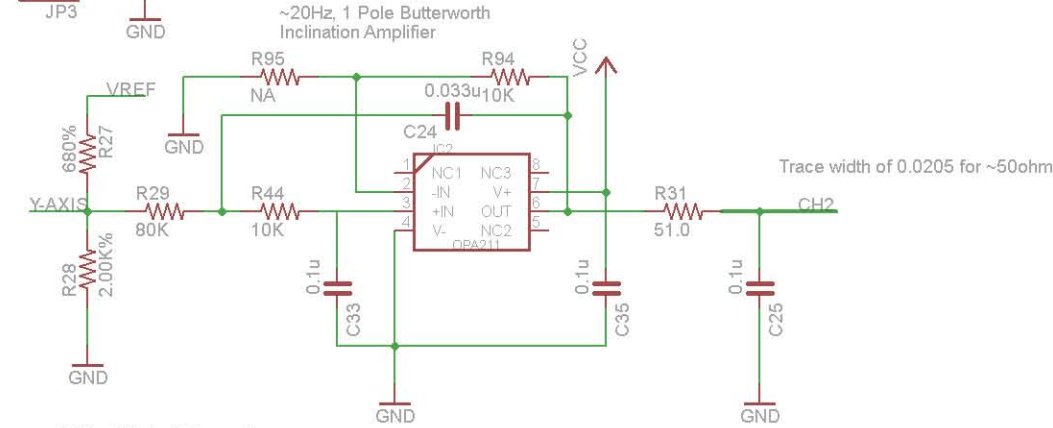 JP3
GND
~20Hz, 1 Pole Butterworth
Inclination Amplifier
R95
NA
R94
10K
VCC
VREF
0.033u
C24
GND
680%
R27
IC2
1
NC1
NC3
8
2
-IN
V+
7
3
+IN
OUT
6
4
V-
NC2
5
OPA211
Trace width of 0.0205 for ~50ohm
Y-AXIS
R29
80K
R44
10K
R31
51.0
CH2
R28
2.00K%
0.1u
C33
0.1u
C35
0.1u
C25
GND
GND
GND